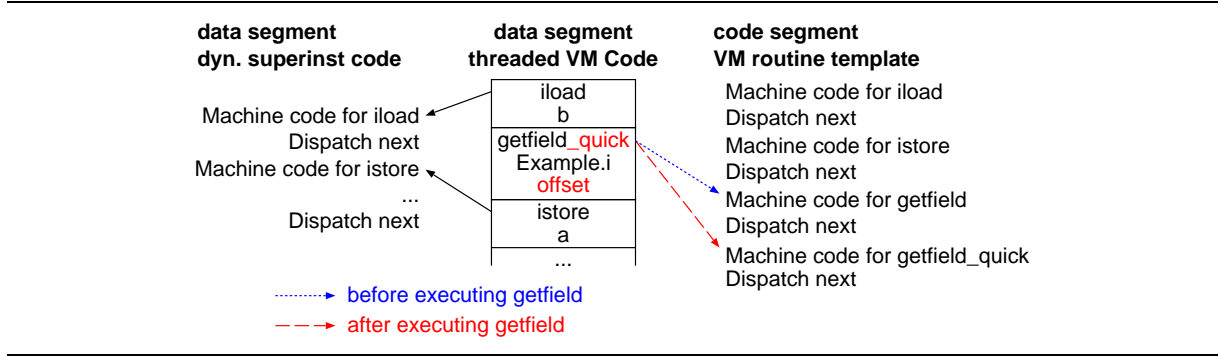 data segment
dyn. superinst code
Machine code for iload
Dispatch next
Machine code for istore
...
Dispatch next
data segment
threaded VM Code
iload
b
getfield_quick
Example.i
offset
istore
a
...
code segment
VM routine template
Machine code for iload
Dispatch next
Machine code for istore
Dispatch next
Machine code for getfield
Dispatch next
Machine code for getfield_quick
Dispatch next
before executing getfield
after executing getfield